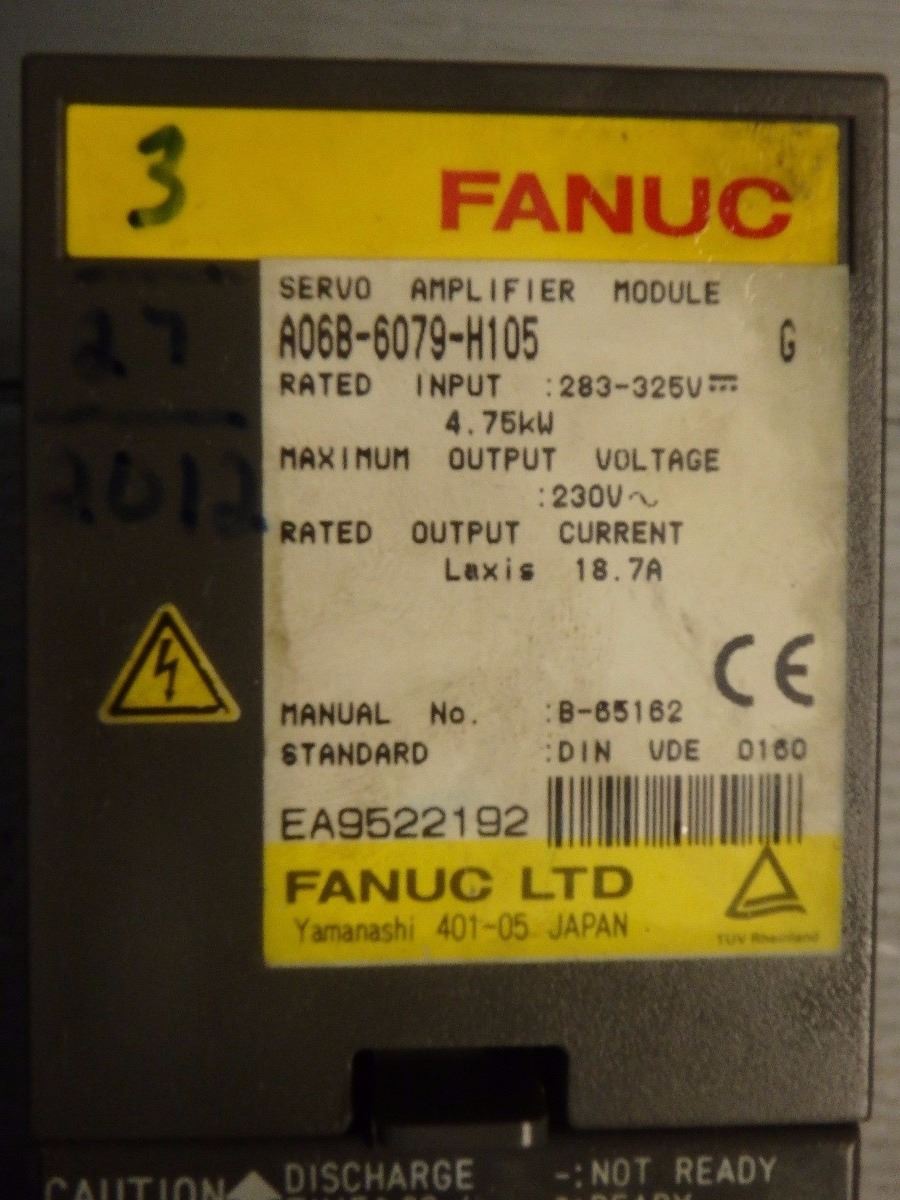 3
FANUC
27
2012
SERVO AMPLIFIER MODULE
A06B-6079-H105 G
RATED INPUT :283-325V⎓
4.75kW
MAXIMUM OUTPUT VOLTAGE
:230V～
RATED OUTPUT CURRENT
Laxis 18.7A
CE
MANUAL No. :B-65162
STANDARD :DIN VDE 0160
EA9522192
FANUC LTD
Yamanashi 401-05 JAPAN
TUV Rheinland
CAUTION DISCHARGE -:NOT READY